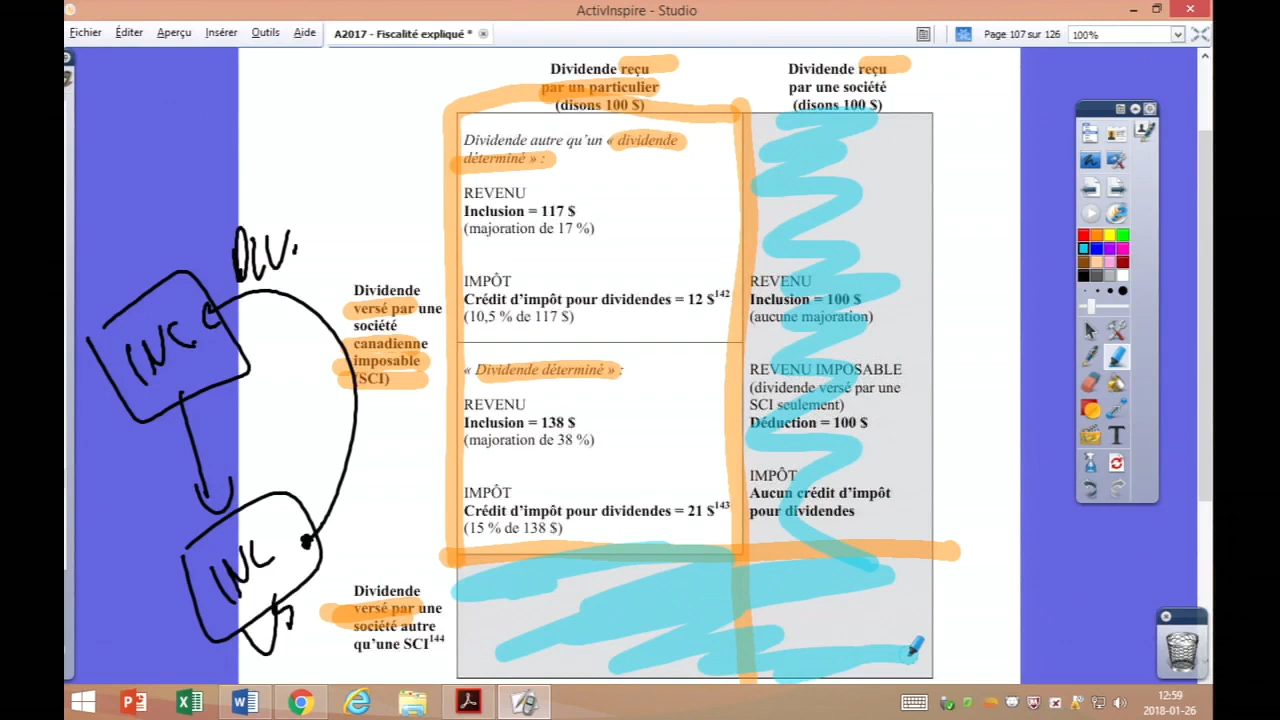 ActivInspire - Studio
Fichier Éditer Aperçu Insérer Outils Aide
A2017 - Fiscalité expliqué *
Page 107 sur 126
100%
Dividende reçu
par un particulier
(disons 100 $)
Dividende reçu
par une société
(disons 100 $)
Dividende autre qu'un « dividende
déterminé » :
REVENU
Inclusion = 117 $
(majoration de 17 %)
IMPÔT
Crédit d'impôt pour dividendes = 12 $142
(10,5 % de 117 $)
DIV.
INC.
INC
Dividende
versé par une
société
canadienne
imposable
(SCI)
« Dividende déterminé » :
REVENU
Inclusion = 138 $
(majoration de 38 %)
IMPÔT
Crédit d'impôt pour dividendes = 21 $143
(15 % de 138 $)
REVENU
Inclusion = 100 $
(aucune majoration)
REVENU IMPOSABLE
(dividende versé par une
SCI seulement)
Déduction = 100 $
IMPÔT
Aucun crédit d'impôt
pour dividendes
Dividende
versé par une
société autre
qu'une SCI144
T
12:59
2018-01-26